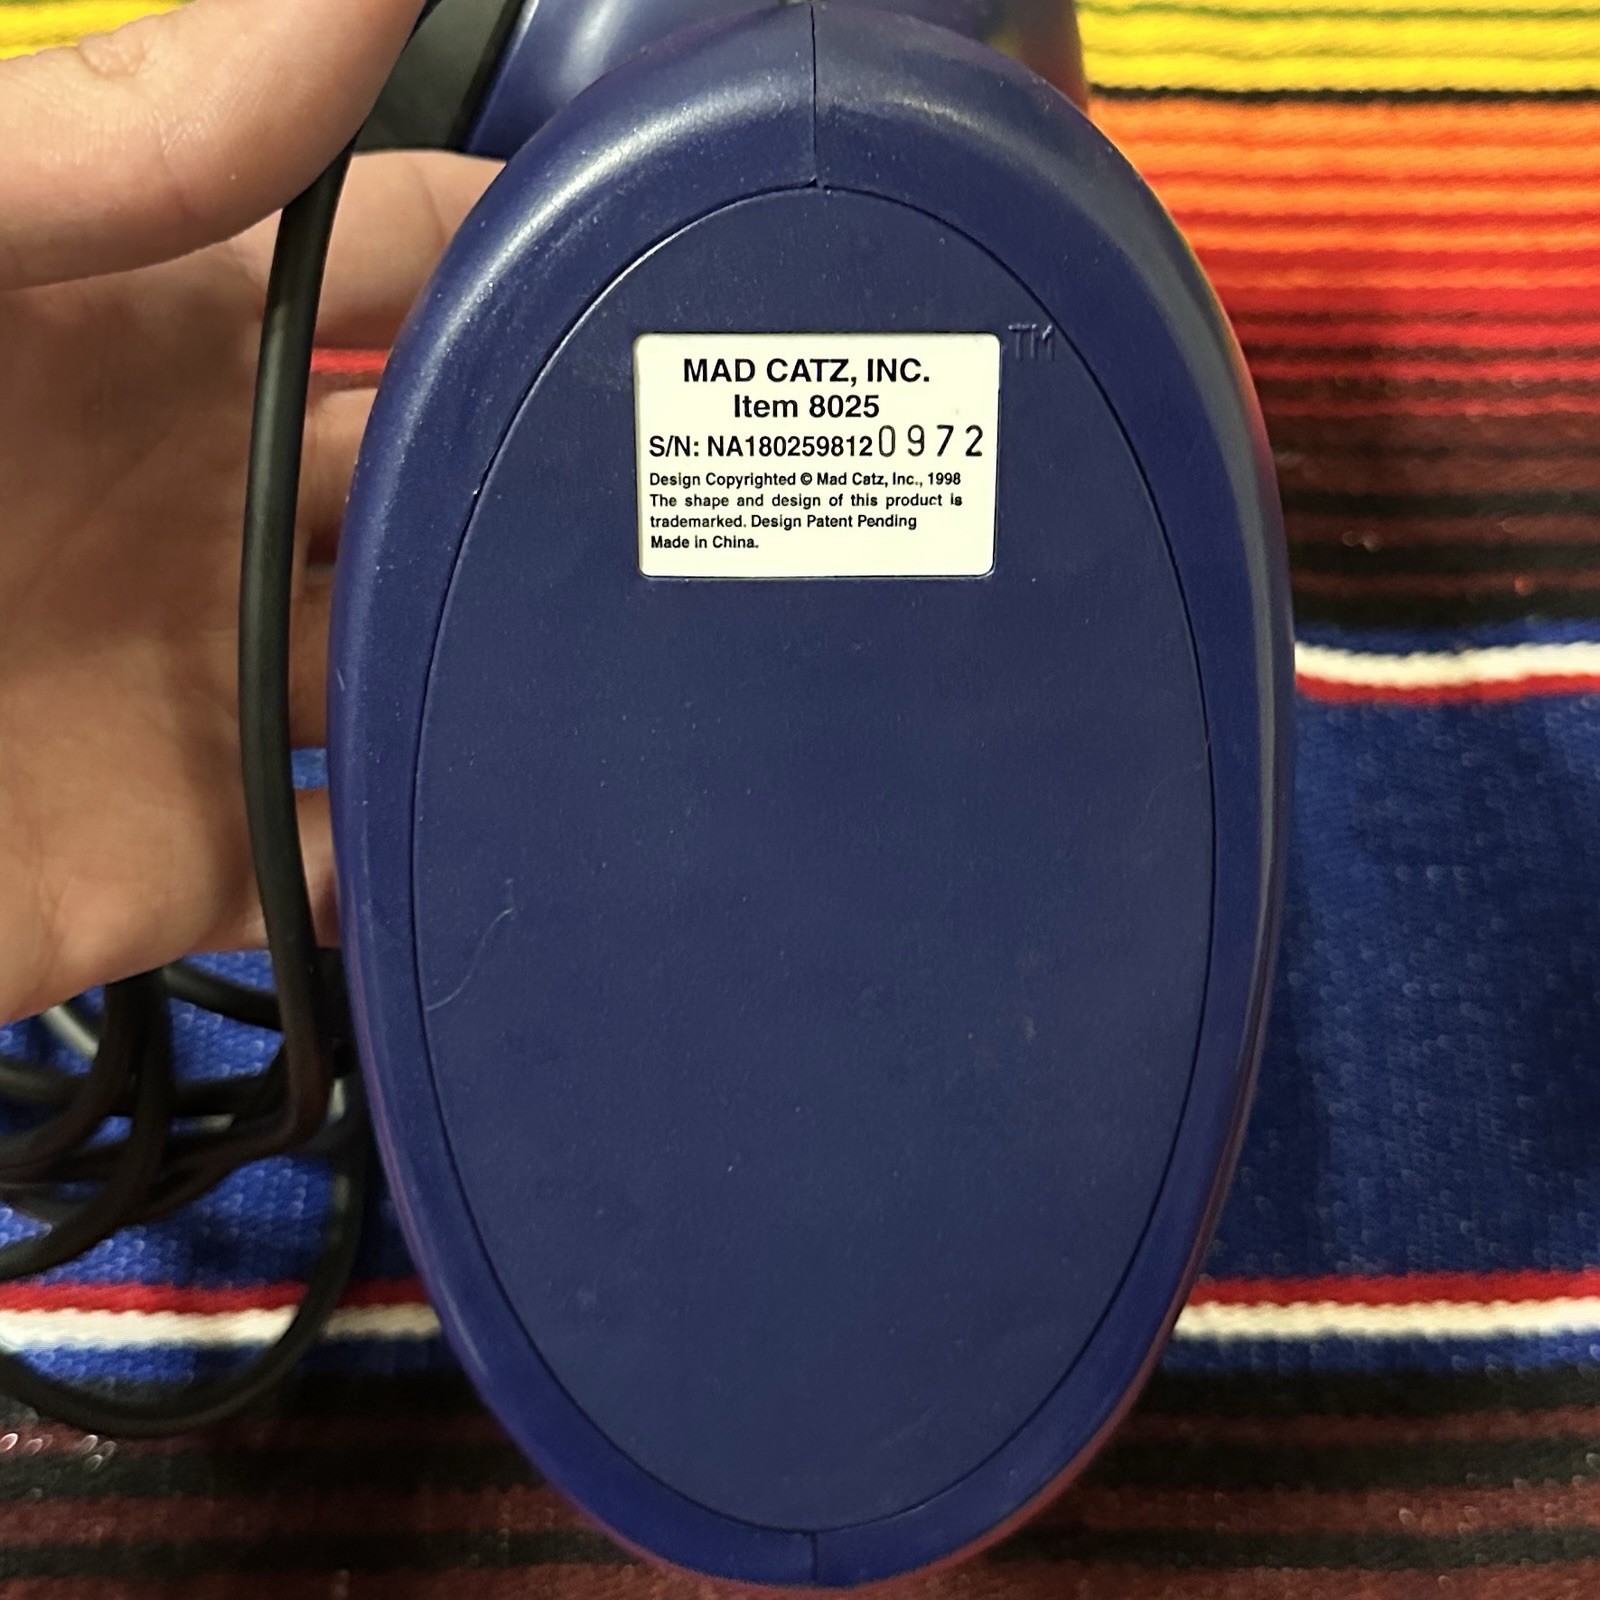 TM
MAD CATZ, INC.
Item 8025
S/N: NA1802598120972
Design Copyrighted © Mad Catz, Inc., 1998
The shape and design of this product is
trademarked. Design Patent Pending
Made in China.